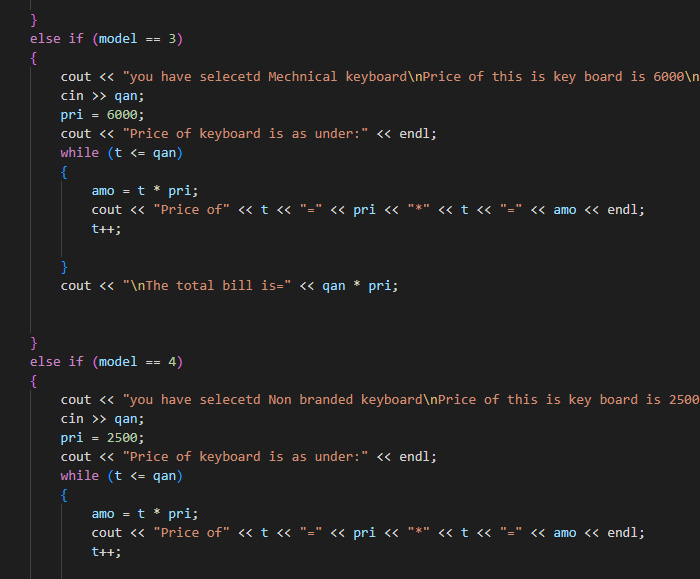 }
else if (model == 3)
{
cout << "you have selecetd Mechnical keyboard\nPrice of this is key board is 6000\n
cin >> qan;
pri = 6000;
cout << "Price of keyboard is as under:" << endl;
while (t <= qan)
{
amo = t * pri;
cout << "Price of" << t << "=" << pri << "*" << t << "=" << amo << endl;
t++;
}
cout << "\nThe total bill is=" << qan * pri;
}
else if (model == 4)
{
cout << "you have selecetd Non branded keyboard\nPrice of this is key board is 2500
cin >> qan;
pri = 2500;
cout << "Price of keyboard is as under:" << endl;
while (t <= qan)
{
amo = t * pri;
cout << "Price of" << t << "=" << pri << "*" << t << "=" << amo << endl;
t++;